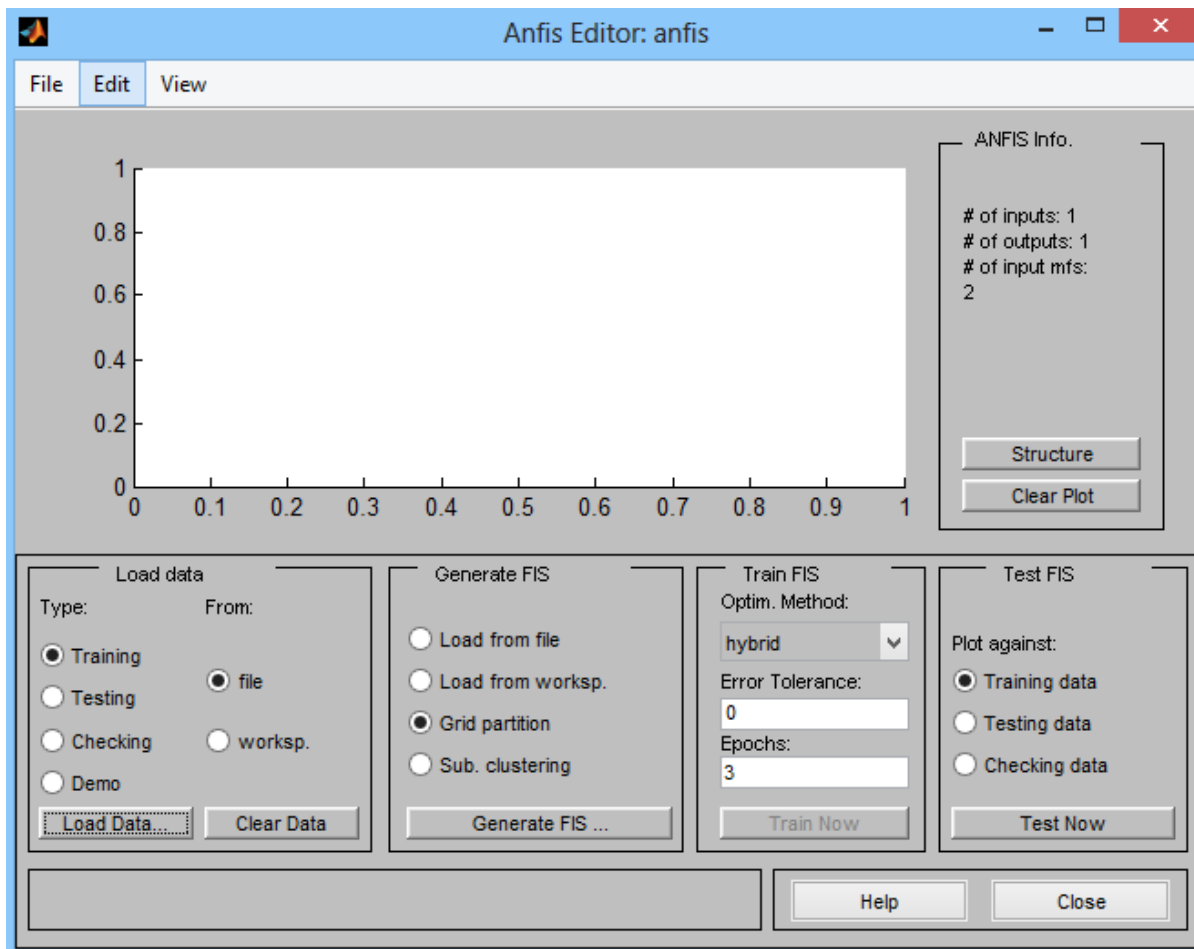 Anfis Editor: anfis
File Edit View
1
0.8
0.6
0.4
0.2
0
0 0.1 0.2 0.3 0.4 0.5 0.6 0.7 0.8 0.9 1
ANFIS Info.
# of inputs: 1
# of outputs: 1
# of input mfs:
2
Structure
Clear Plot
Load data
Type: From:
Training
file
Testing
Checking worksp.
Demo
Load Data... Clear Data
Generate FIS
Load from file
Load from worksp.
Grid partition
Sub. clustering
Generate FIS ...
Train FIS
Optim. Method:
hybrid
Error Tolerance:
0
Epochs:
3
Train Now
Test FIS
Plot against:
Training data
Testing data
Checking data
Test Now
Help Close